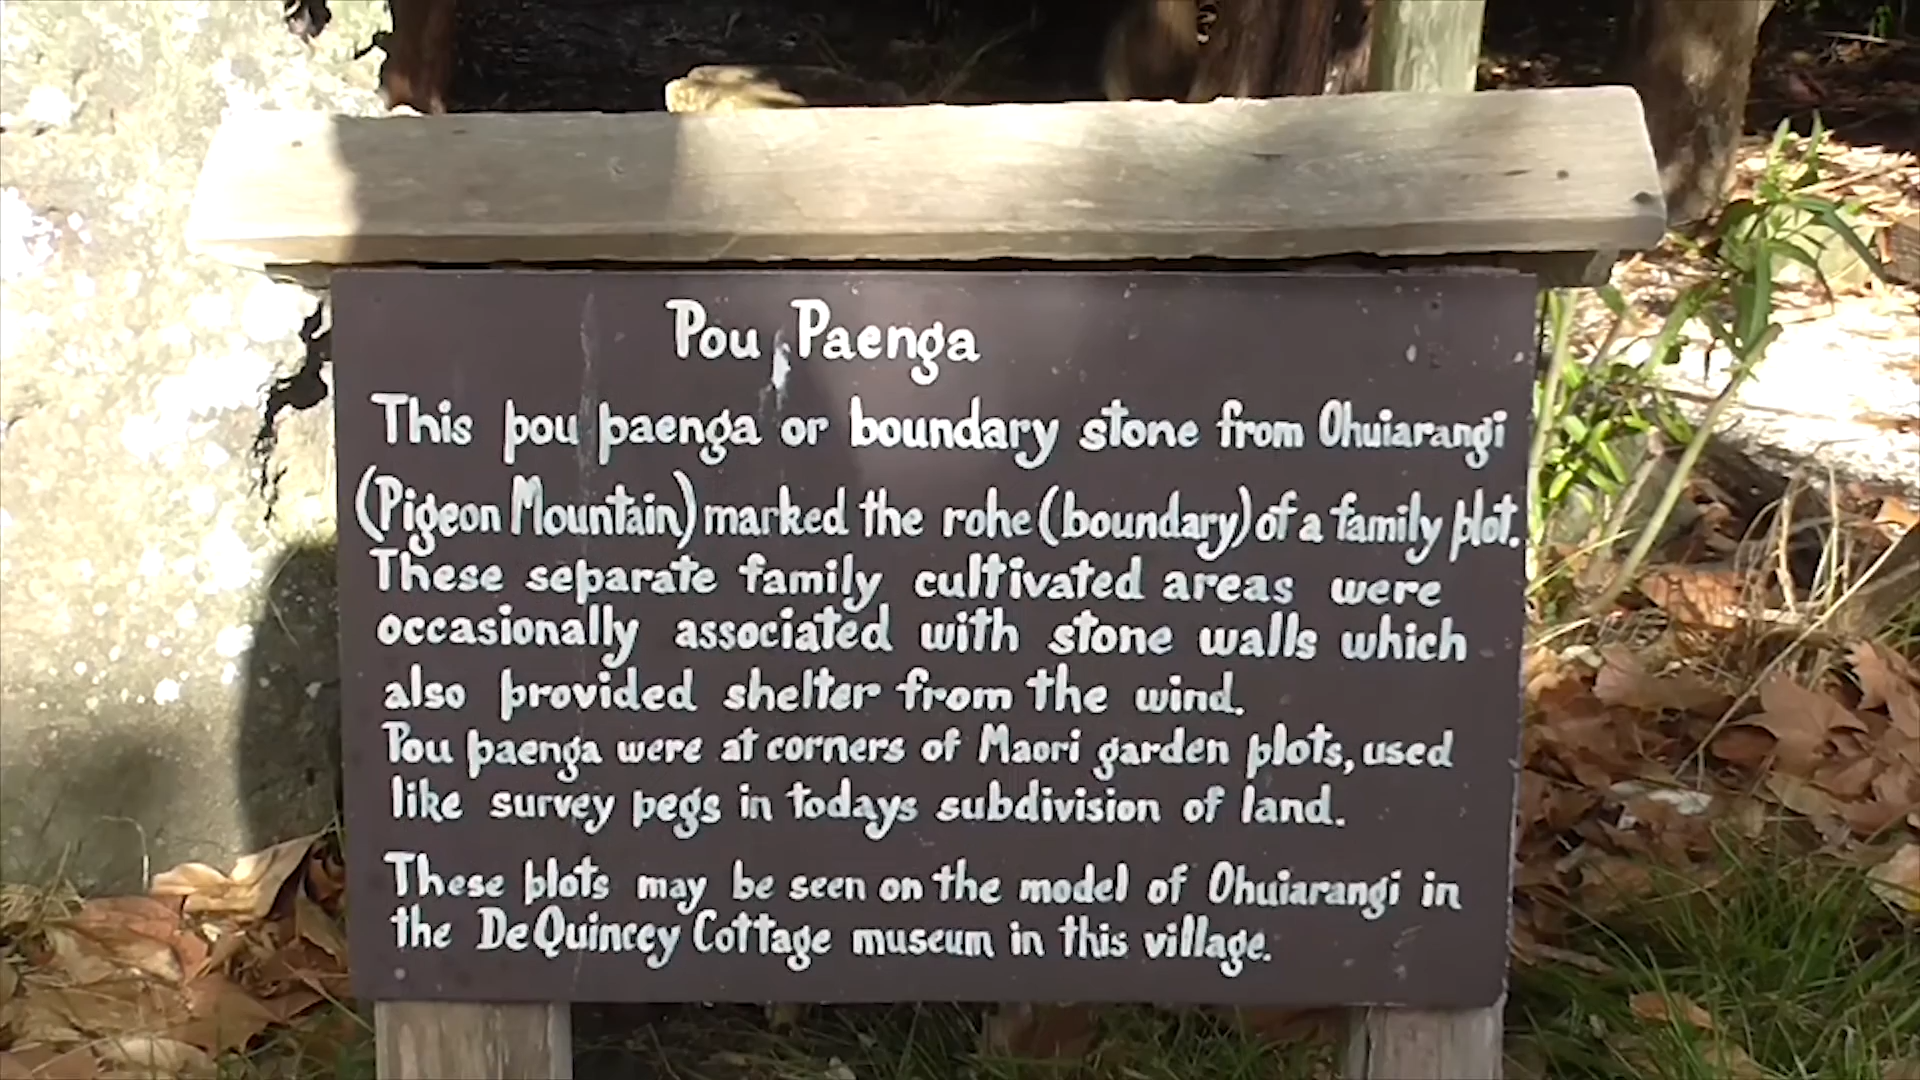 Pou Paenga
This pou paenga or boundary stone from Ohuiarangi
(Pigeon Mountain) marked the rohe (boundary) of a family plot.
These separate family cultivated areas were
occasionally associated with stone walls which
also provided shelter from the wind.
Pou paenga were at corners of Maori garden plots, used
like survey pegs in todays subdivision of land.
These plots may be seen on the model of Ohuiarangi in
the De Quincey Cottage museum in this village.